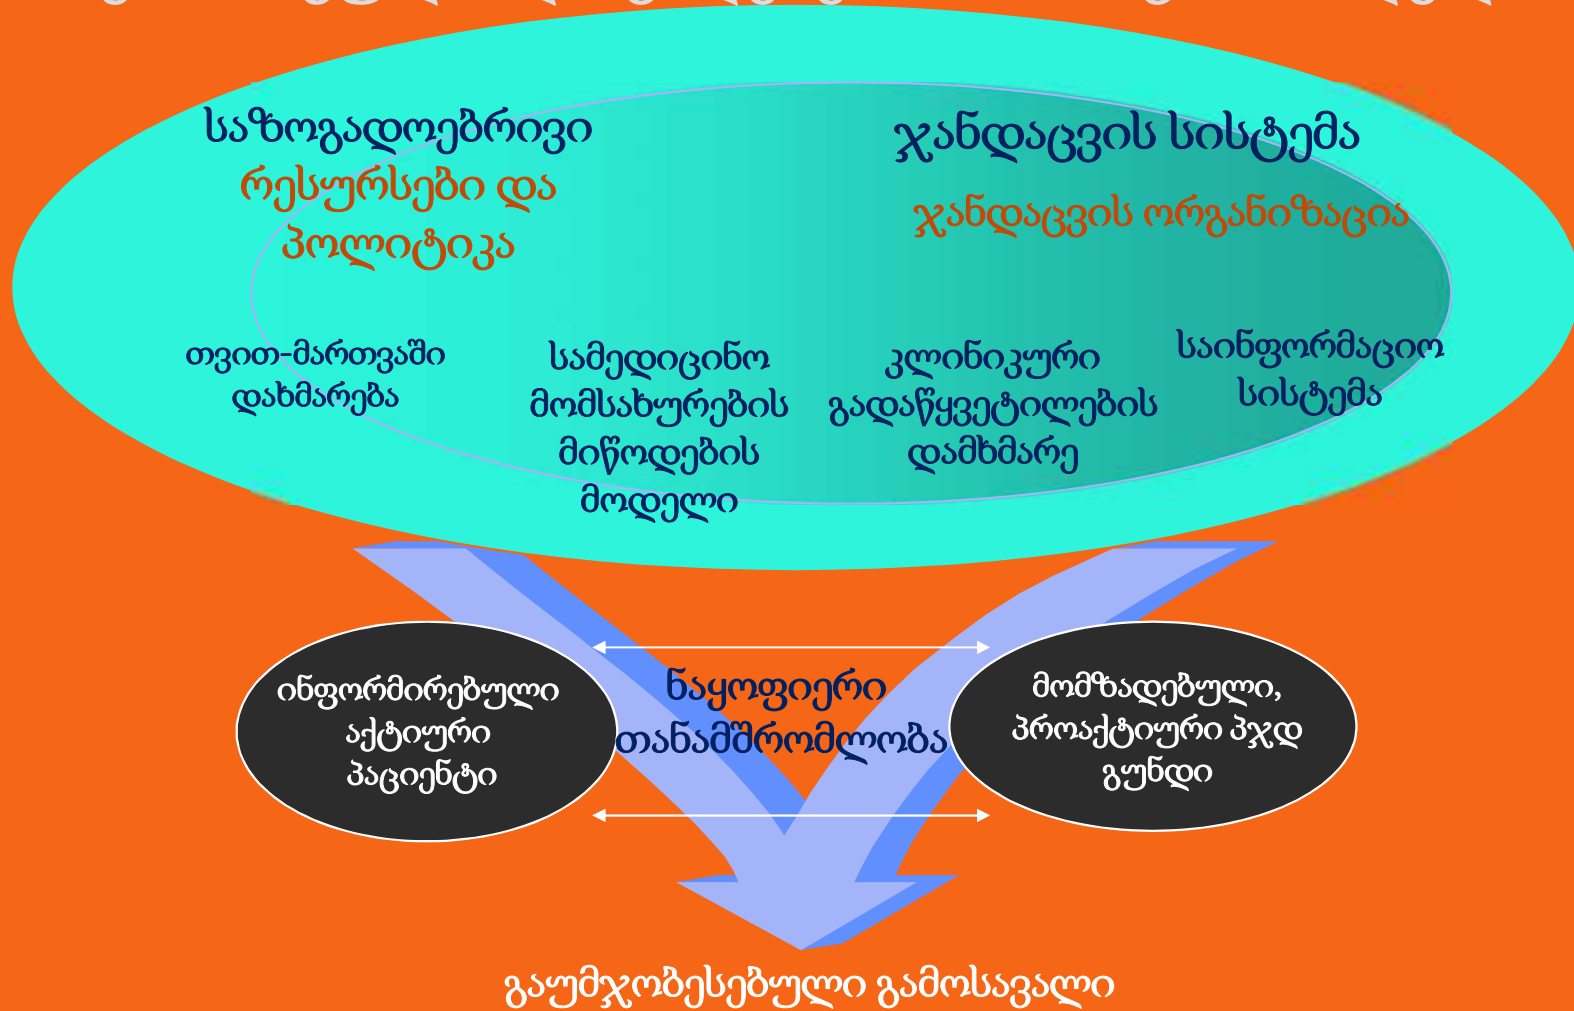 საზოგადოებრივი
რესურსები და
პოლიტიკა
ჯანდაცვის სისტემა
ჯანდაცვის ორგანიზაცია
თვით-მართვაში
დახმარება
სამედიცინო
მომსახურების
მიწოდების
მოდელი
კლინიკური
გადაწყვეტილების
დამხმარე
საინფორმაციო
სისტემა
ინფორმირებული
აქტიური
პაციენტი
ნაყოფიერი
თანამშრომლობა
მომზადებული,
პროაქტიური პჯდ
გუნდი
გაუმჯობესებული გამოსავალი